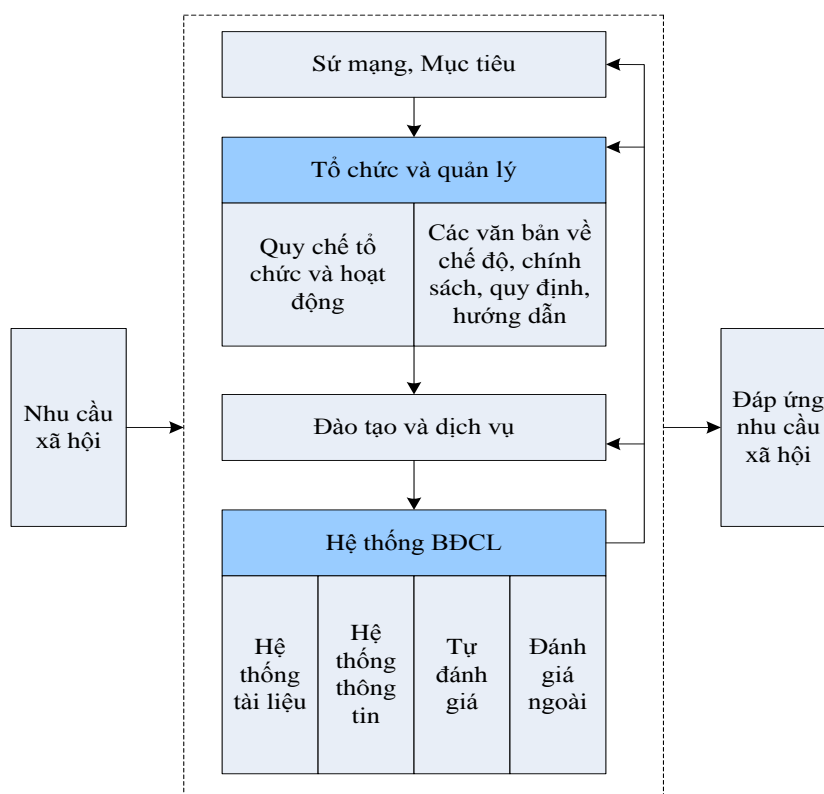 Sứ mạng, Mục tiêu
Tổ chức và quản lý
Quy chế tổ
chức và hoạt
động
Các văn bản về
chế độ, chính
sách, quy định,
hướng dẫn
Nhu cầu
xã hội
Đào tạo và dịch vụ
Đáp ứng
nhu cầu
xã hội
Hệ thống BĐCL
Hệ
thống
tài liệu
Hệ
thống
thông
tin
Tự
đánh
giá
Đánh
giá
ngoài